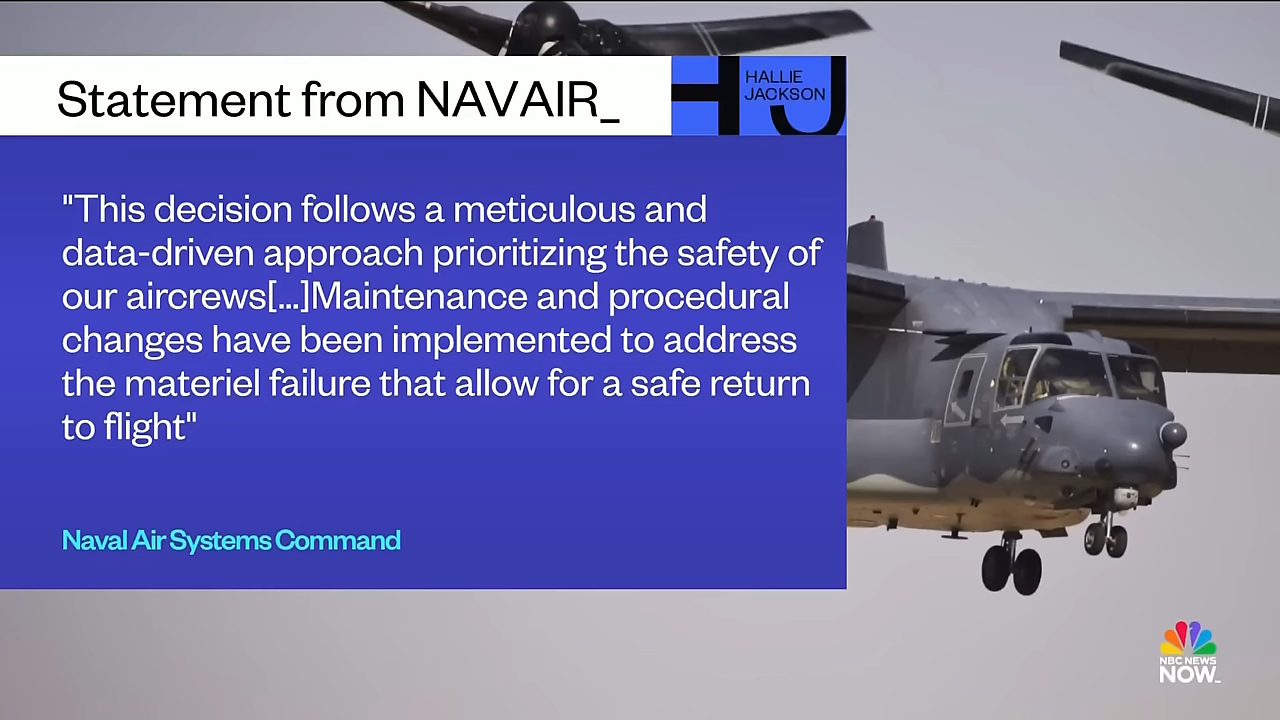 Statement from NAVAIR_
HALLIE
JACKSON
"This decision follows a meticulous and
data-driven approach prioritizing the safety of
our aircrews[...]Maintenance and procedural
changes have been implemented to address
the materiel failure that allow for a safe return
to flight"
Naval Air Systems Command
NBC NEWS
NOW_